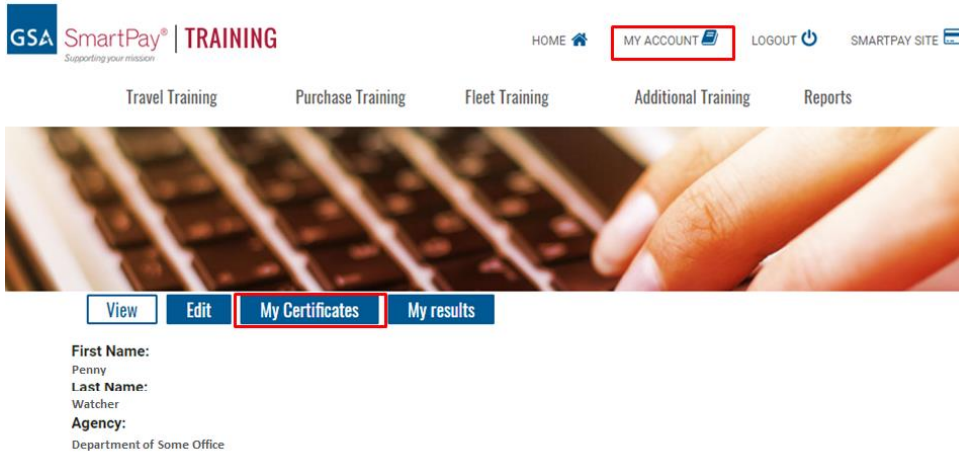 GSA SmartPay® TRAINING
Supporting your mission
HOME MY ACCOUNT LOGOUT SMARTPAY SITE
Travel Training Purchase Training Fleet Training Additional Training Reports
View Edit My Certificates My results
First Name:
Penny
Last Name:
Watcher
Agency:
Department of Some Office